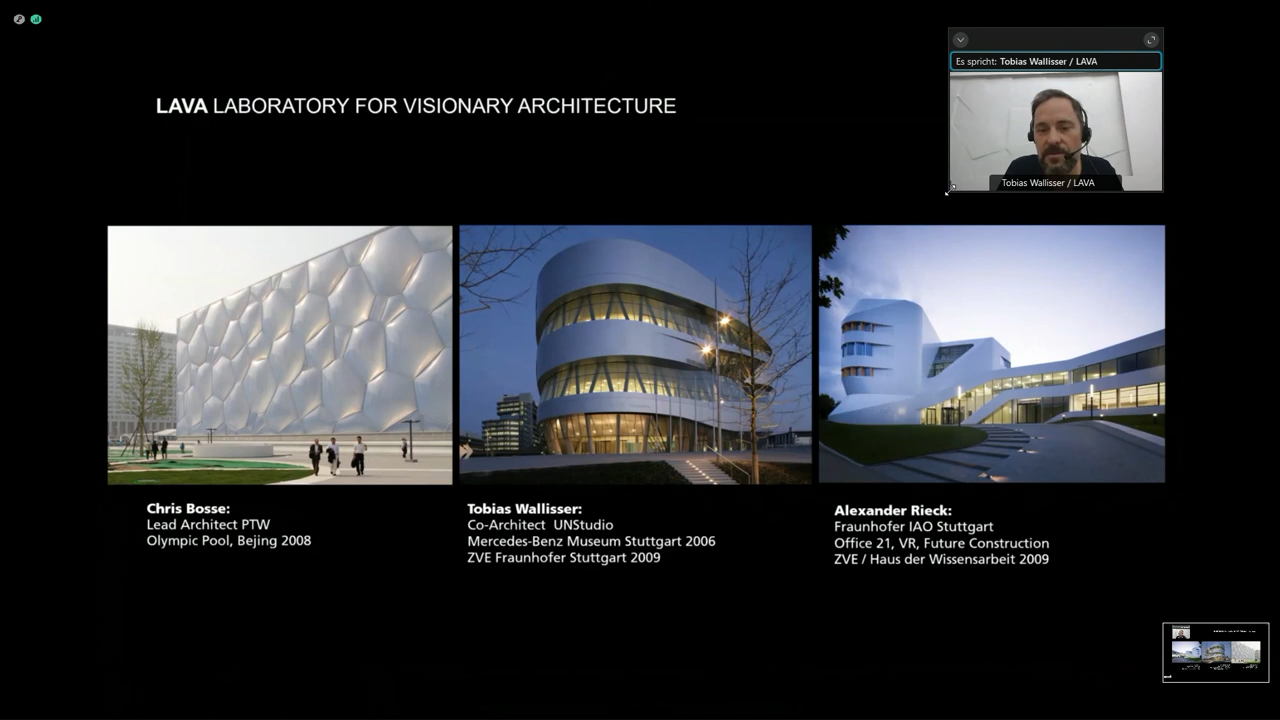 LAVA LABORATORY FOR VISIONARY ARCHITECTURE
Es spricht: Tobias Wallisser / LAVA
Tobias Wallisser / LAVA
Chris Bosse:
Lead Architect PTW
Olympic Pool, Bejing 2008
Tobias Wallisser:
Co-Architect UNStudio
Mercedes-Benz Museum Stuttgart 2006
ZVE Fraunhofer Stuttgart 2009
Alexander Rieck:
Fraunhofer IAO Stuttgart
Office 21, VR, Future Construction
ZVE / Haus der Wissensarbeit 2009